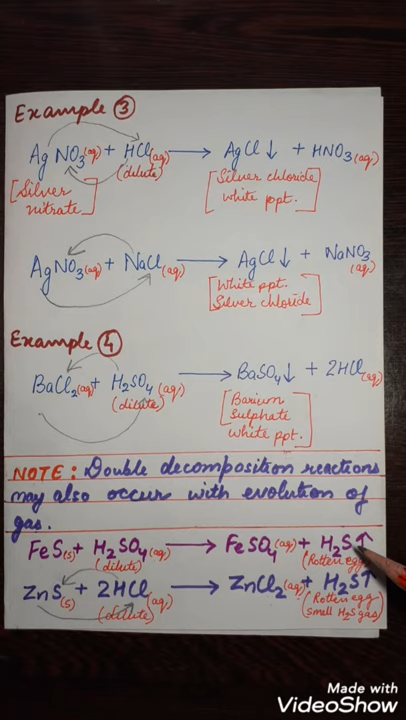 Example ③
AgNO₃(aq) + HCl(aq) → AgCl↓ + HNO₃(aq)
[Silver nitrate] (dilute) [Silver chloride white ppt.]
AgNO₃(aq) + NaCl(aq) → AgCl↓ + NaNO₃(aq)
[White ppt. Silver chloride]
Example ④
BaCl₂(aq) + H₂SO₄(aq) → BaSO₄↓ + 2HCl(aq)
(dilute) [Barium Sulphate white ppt.]
NOTE: Double decomposition reactions
may also occur with evolution of
gas.
FeS(s) + H₂SO₄(aq) → FeSO₄(aq) + H₂S↑
(dilute) (Rotten egg
ZnS(s) + 2HCl(aq) → ZnCl₂(aq) + H₂S↑
(dilute) (Rotten egg smell H₂S gas)
Made with
VideoShow